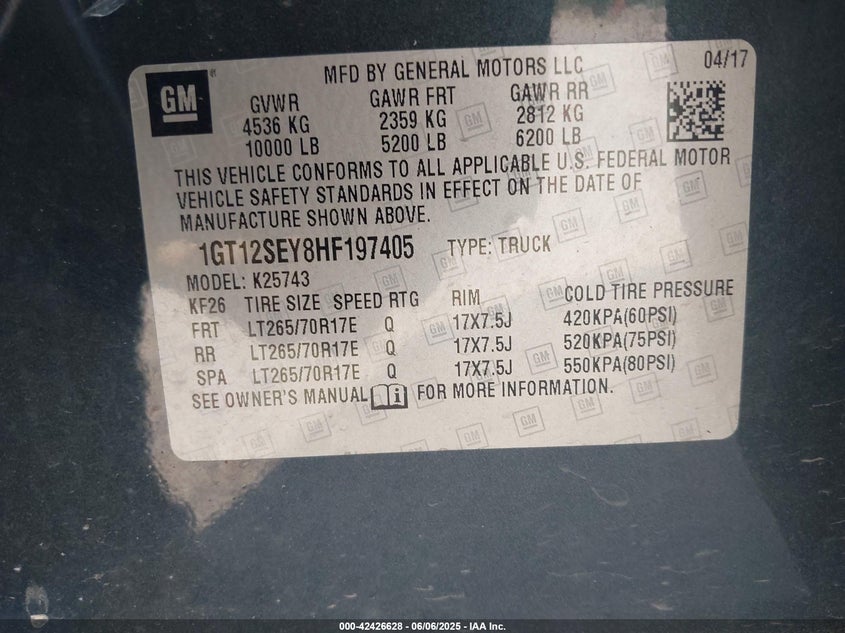 GM
MFD BY GENERAL MOTORS LLC 04/17
GVWR GAWR FRT GAWR RR
4536 KG 2359 KG 2812 KG
10000 LB 5200 LB 6200 LB
THIS VEHICLE CONFORMS TO ALL APPLICABLE U.S. FEDERAL MOTOR
VEHICLE SAFETY STANDARDS IN EFFECT ON THE DATE OF
MANUFACTURE SHOWN ABOVE.
1GT12SEY8HF197405 TYPE: TRUCK
MODEL: K25743
KF26 TIRE SIZE SPEED RTG RIM COLD TIRE PRESSURE
FRT LT265/70R17E Q 17X7.5J 420KPA(60PSI)
RR LT265/70R17E Q 17X7.5J 520KPA(75PSI)
SPA LT265/70R17E Q 17X7.5J 550KPA(80PSI)
SEE OWNER'S MANUAL FOR MORE INFORMATION.
000-42426628 - 06/06/2025 - IAA Inc.